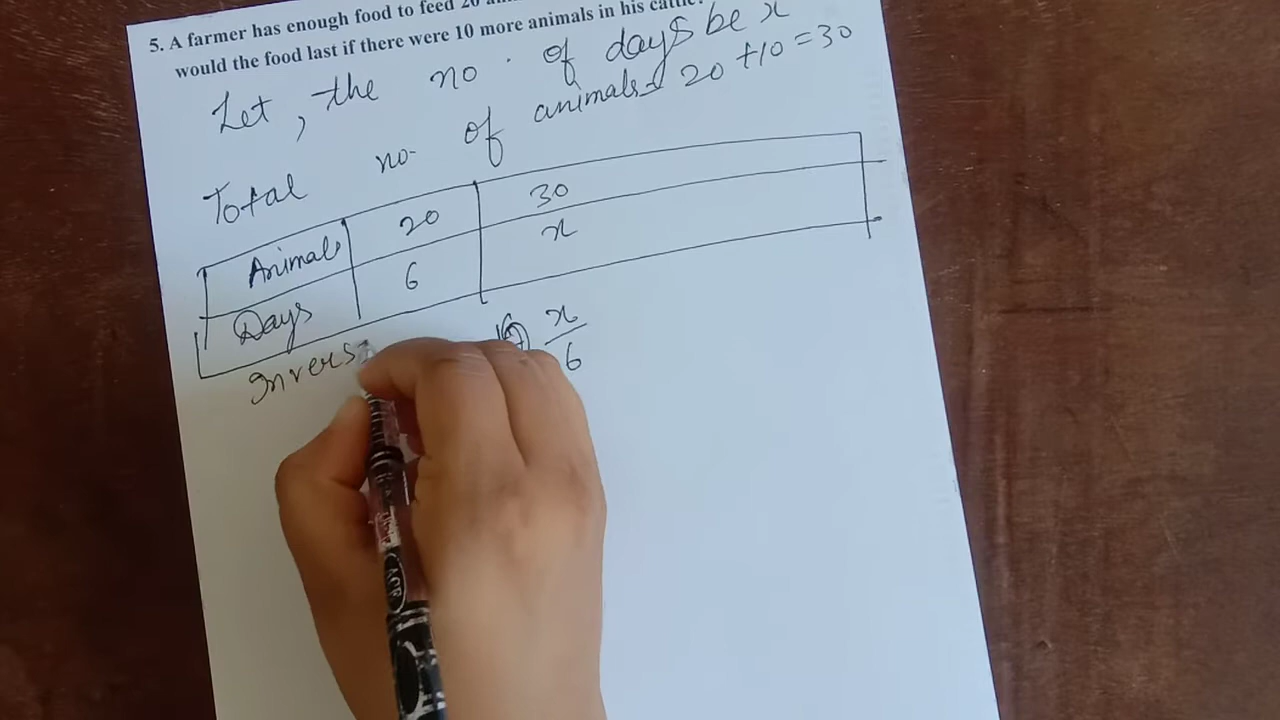 5. A farmer has enough food to feed 20
would the food last if there were 10 more animals in his cattle?
Let, the no. of days be x
Total no. of animals = 20 + 10 = 30
Animals 20 30
Days 6 x
Invers
x/6